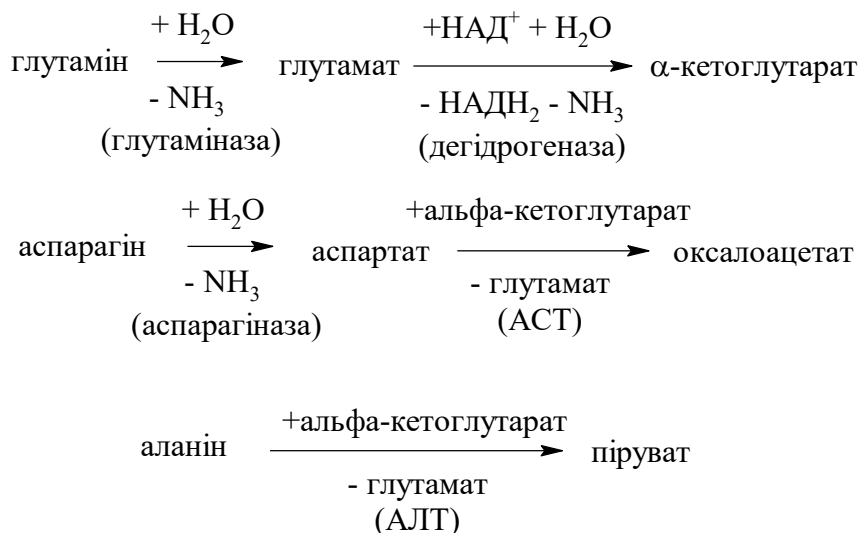 + H₂O +НАД⁺ + H₂O
глутамін глутамат α-кетоглутарат
- NH₃ - НАДН₂ - NH₃
(глутаміназа) (дегідрогеназа)
+ H₂O +альфа-кетоглутарат
аспарагін аспартат оксалоацетат
- NH₃ - глутамат
(аспарагіназа) (АСТ)
+альфа-кетоглутарат
аланін піруват
- глутамат
(АЛТ)